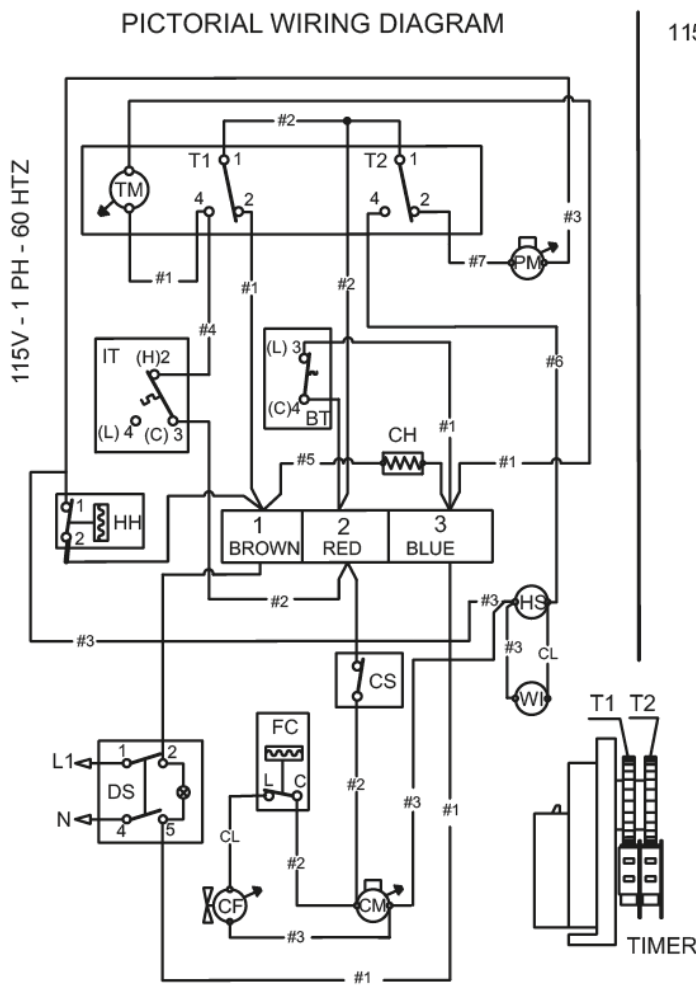 PICTORIAL WIRING DIAGRAM
115
115V - 1 PH - 60 HTZ
#2
T1 1
T2 1
TM
4 2
4 2
#3
#1
#1
#2
#7
PM
#4
IT (H)2
(L) 4 (C) 3
(L) 3
(C)4 BT
#6
#1
CH
#5
#1
1
HH
2
1 2 3
BROWN RED BLUE
#2
#3
HS
#3
#3
CL
WI
CS
T1 T2
FC
L C
L1
1 2
DS
N
4 5
#2
#3
#1
CL
#2
CF
CM
#3
TIMER
#1